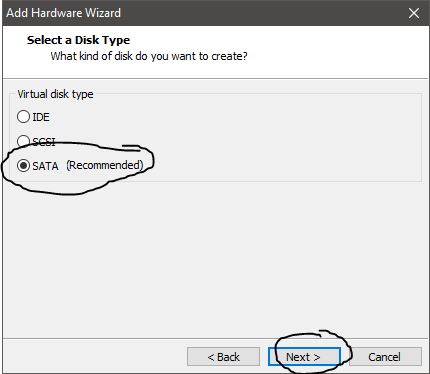 Add Hardware Wizard
Select a Disk Type
What kind of disk do you want to create?
Virtual disk type
IDE
SCSI
SATA (Recommended)
< Back Next > Cancel